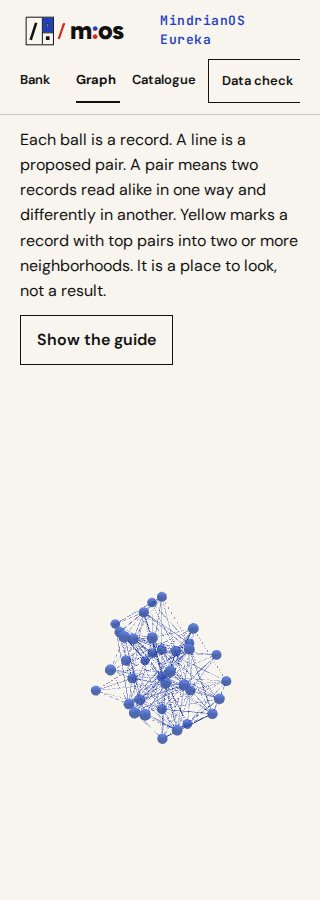 m:os
MindrianOS
Eureka
Bank Graph Catalogue Data check
Each ball is a record. A line is a
proposed pair. A pair means two
records read alike in one way and
differently in another. Yellow marks a
record with top pairs into two or more
neighborhoods. It is a place to look,
not a result.
Show the guide